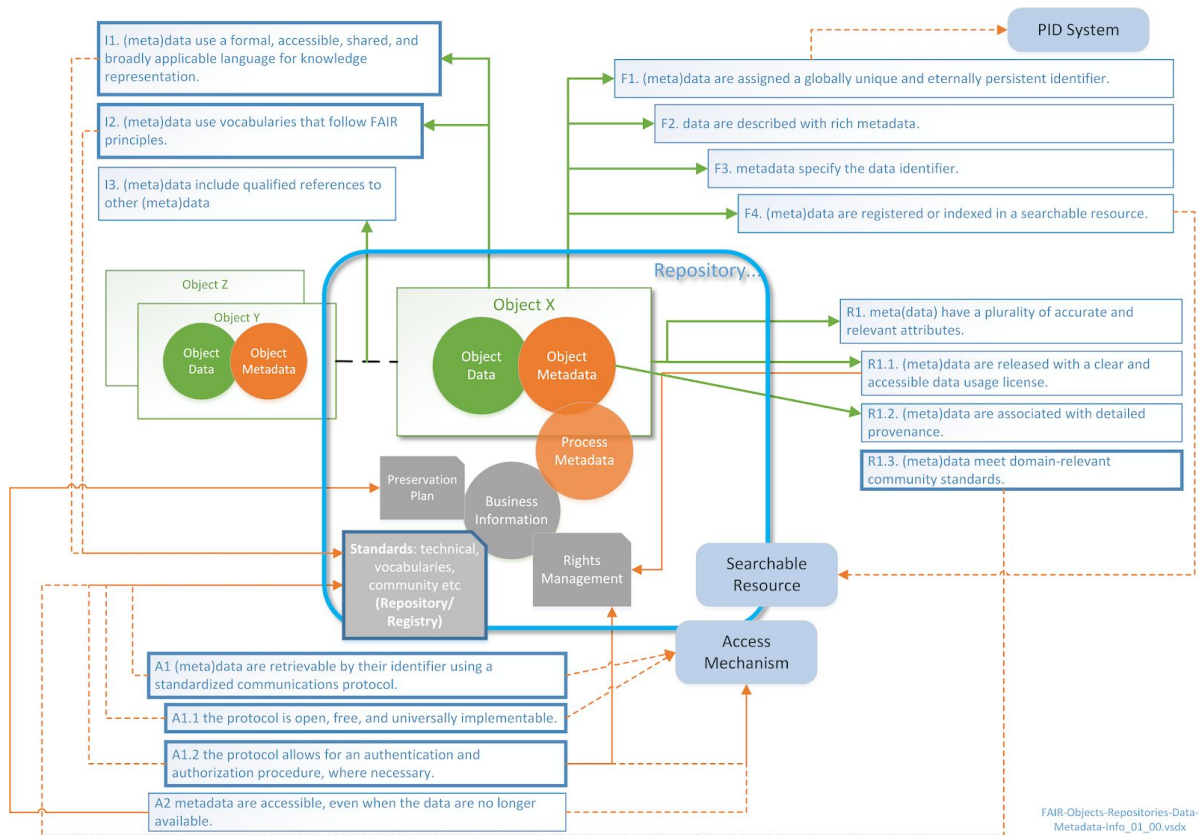 PID System
I1. (meta)data use a formal, accessible, shared, and
broadly applicable language for knowledge
representation.
F1. (meta)data are assigned a globally unique and eternally persistent identifier.
I2. (meta)data use vocabularies that follow FAIR
principles.
F2. data are described with rich metadata.
F3. metadata specify the data identifier.
I3. (meta)data include qualified references to
other (meta)data
F4. (meta)data are registered or indexed in a searchable resource.
Repository...
Object Z
Object Y
Object
Data
Object
Metadata
Object X
Object
Data
Object
Metadata
R1. meta(data) have a plurality of accurate and
relevant attributes.
R1.1. (meta)data are released with a clear and
accessible data usage license.
R1.2. (meta)data are associated with detailed
provenance.
R1.3. (meta)data meet domain-relevant
community standards.
Process
Metadata
Preservation
Plan
Business
Information
Standards: technical,
vocabularies,
community etc
(Repository/
Registry)
Rights
Management
Searchable
Resource
Access
Mechanism
A1 (meta)data are retrievable by their identifier using a
standardized communications protocol.
A1.1 the protocol is open, free, and universally implementable.
A1.2 the protocol allows for an authentication and
authorization procedure, where necessary.
A2 metadata are accessible, even when the data are no longer
available.
FAIR-Objects-Repositories-Data-
Metadata-Info_01_00.vsdx